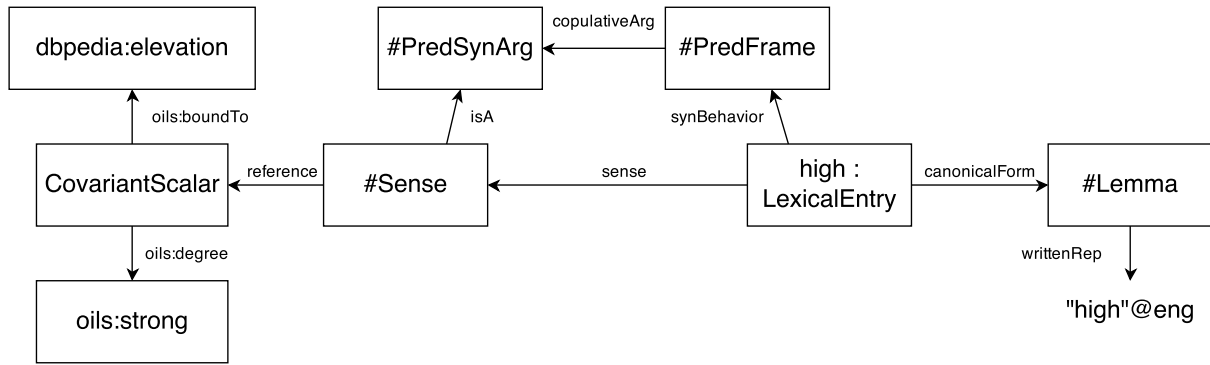 copulativeArg
dbpedia:elevation
#PredSynArg
#PredFrame
oils:boundTo
isA
synBehavior
CovariantScalar
reference
#Sense
sense
high :
LexicalEntry
canonicalForm
#Lemma
oils:degree
writtenRep
oils:strong
"high"@eng